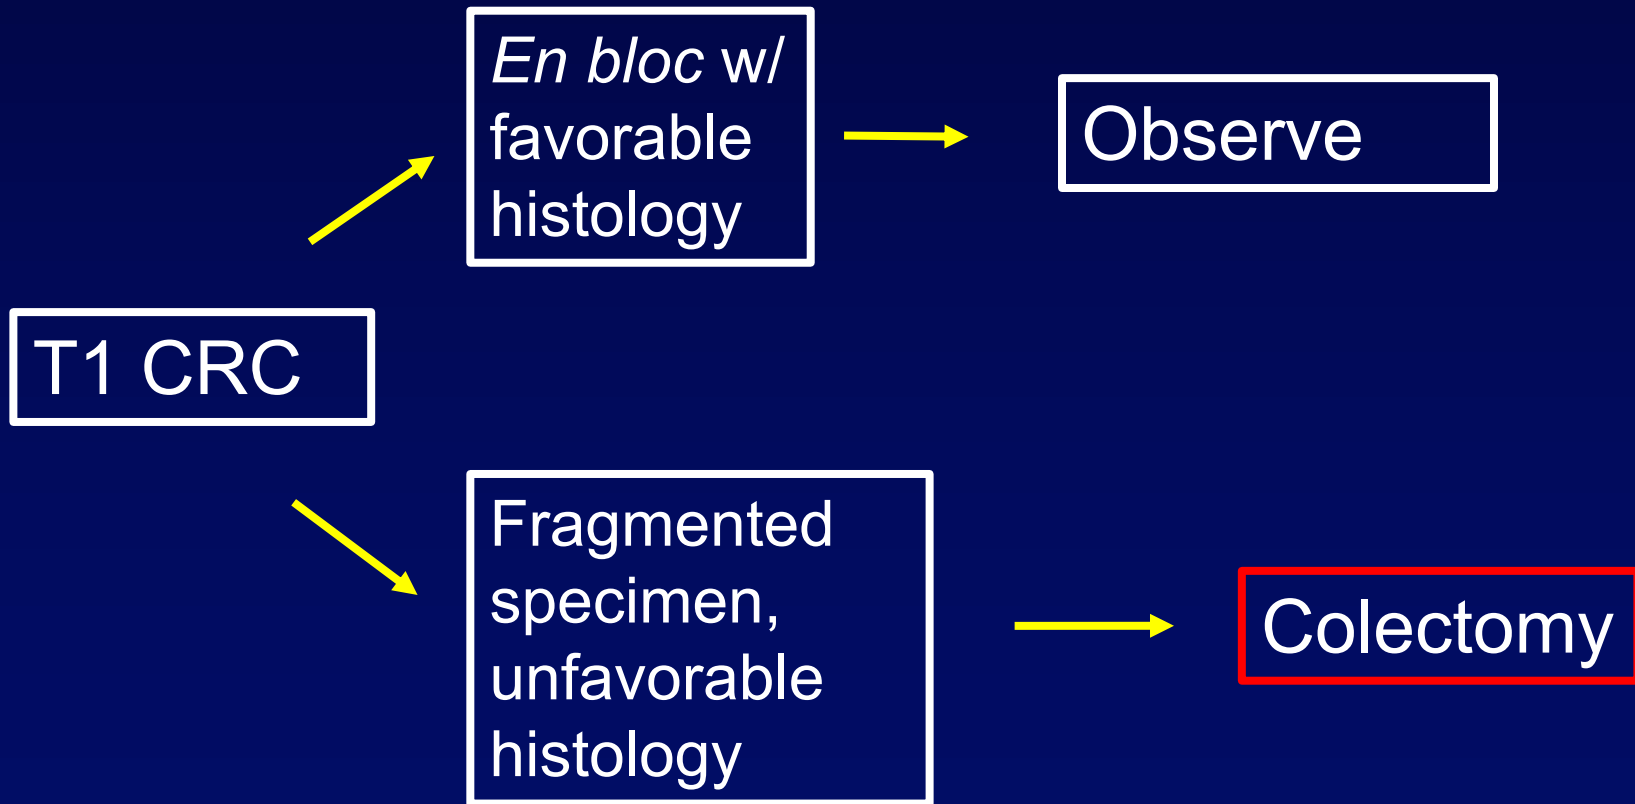 En bloc w/
favorable
histology
Observe
T1 CRC
Fragmented
specimen,
unfavorable
histology
Colectomy